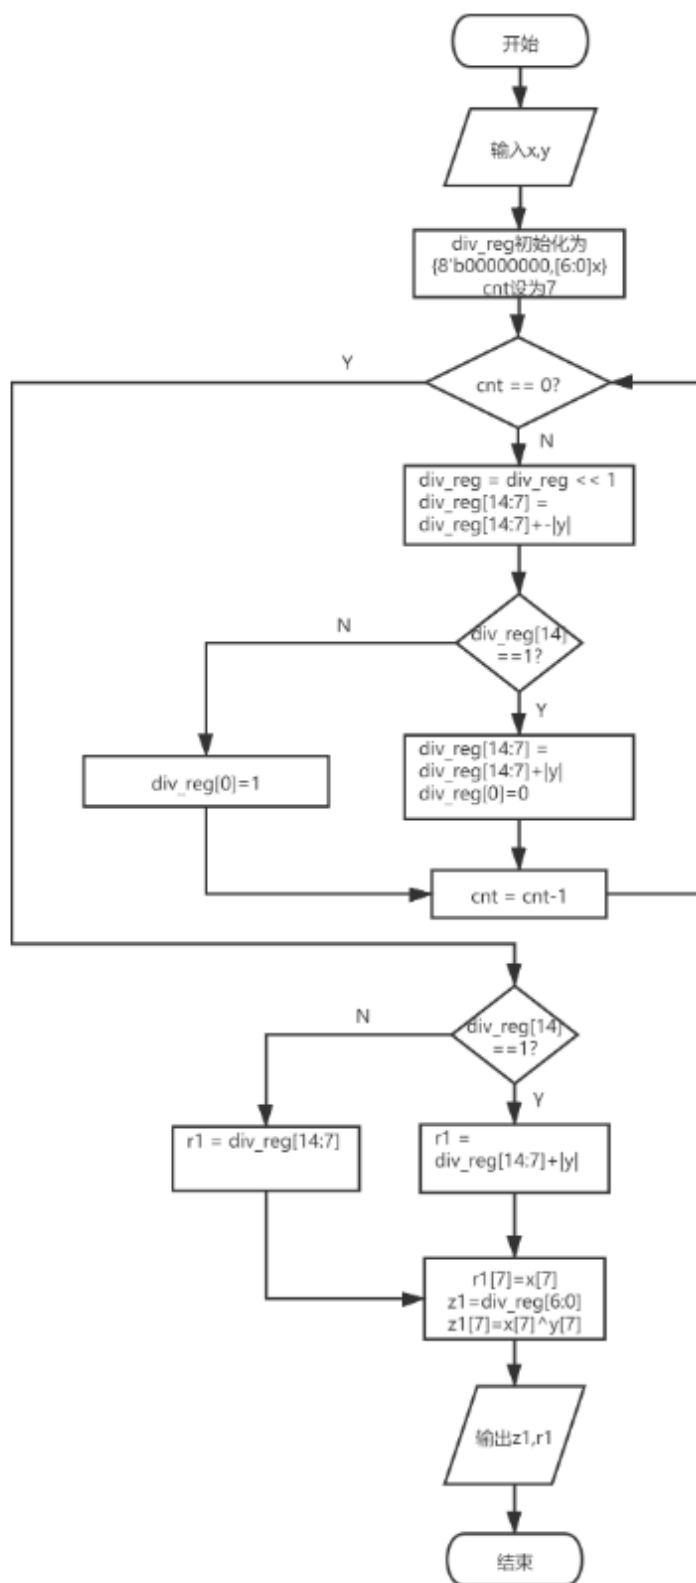 开始
输入x,y
div_reg初始化为
{8'b00000000,[6:0]x}
cnt设为7
Y
cnt == 0?
N
div_reg = div_reg << 1
div_reg[14:7] =
div_reg[14:7]+-|y|
N
div_reg[14]
==1?
Y
div_reg[0]=1
div_reg[14:7] =
div_reg[14:7]+|y|
div_reg[0]=0
cnt = cnt-1
N
div_reg[14]
==1?
Y
r1 = div_reg[14:7]
r1 =
div_reg[14:7]+|y|
r1[7]=x[7]
z1=div_reg[6:0]
z1[7]=x[7]^y[7]
输出z1,r1
结束